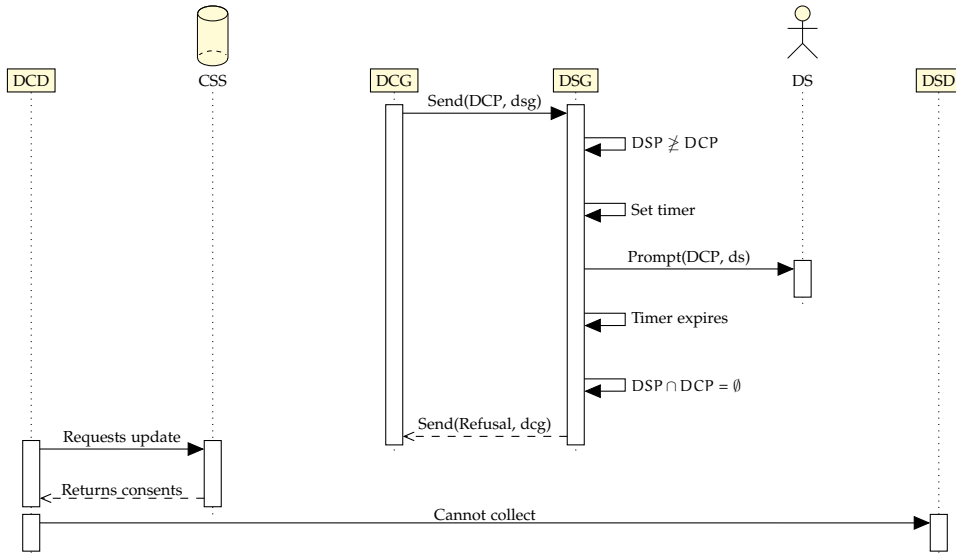 DCD
CSS
DCG
DSG
DS
DSD
Send(DCP, dsg)
DSP ≱ DCP
Set timer
Prompt(DCP, ds)
Timer expires
DSP ∩ DCP = ∅
Send(Refusal, dcg)
Requests update
Returns consents
Cannot collect